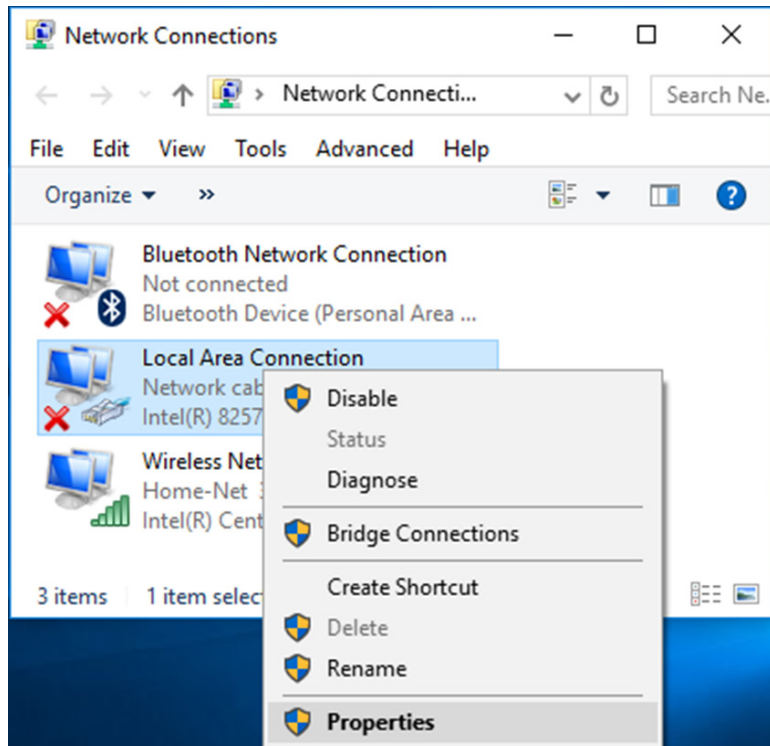 Network Connections
Network Connecti...
Search Ne.
File Edit View Tools Advanced Help
Organize »
Bluetooth Network Connection
Not connected
Bluetooth Device (Personal Area ...
Local Area Connection
Network cab
Intel(R) 8257
Wireless Net
Home-Net
Intel(R) Cent
Disable
Status
Diagnose
Bridge Connections
Create Shortcut
Delete
Rename
Properties
3 items 1 item selec